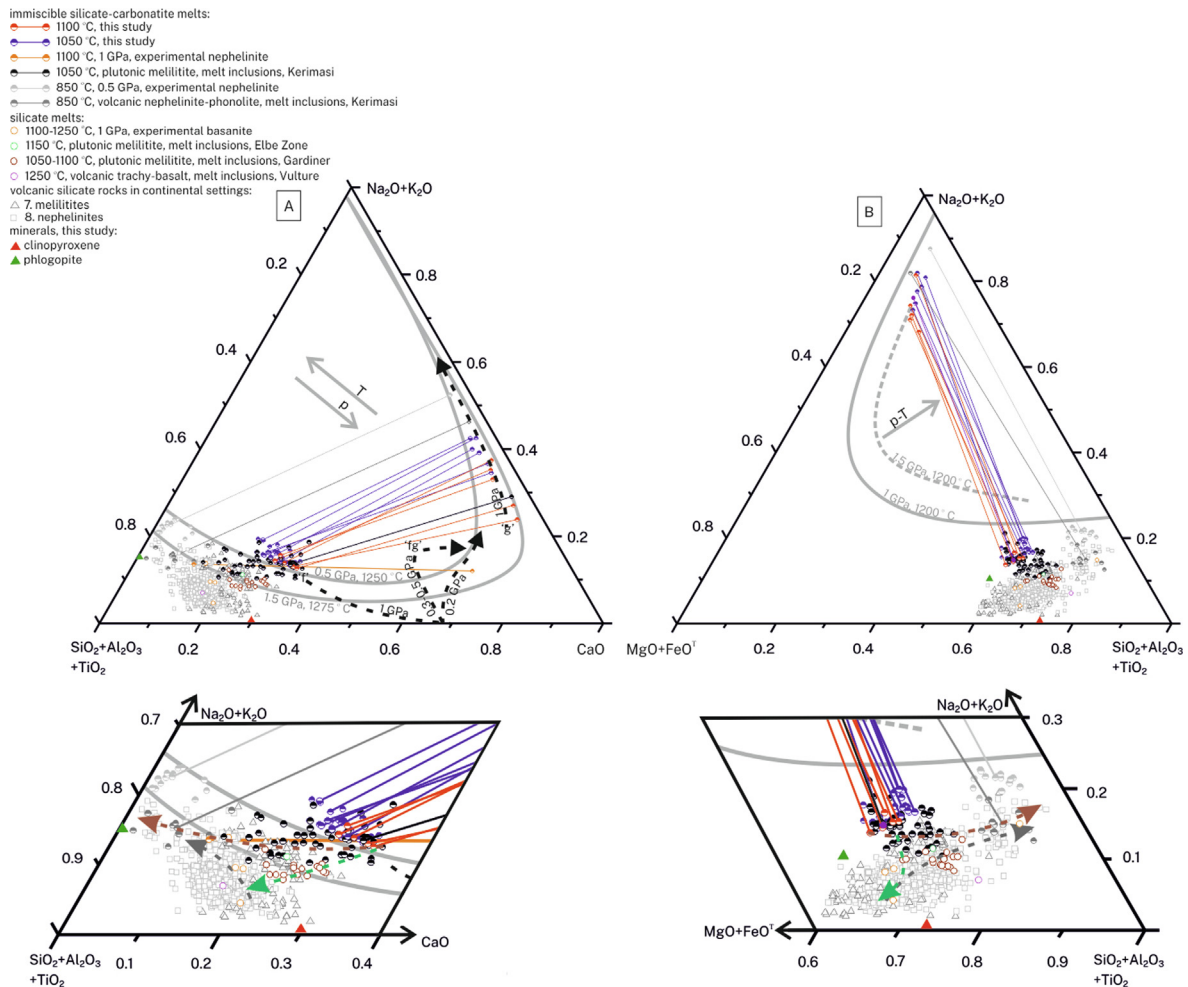 immiscible silicate-carbonatite melts:
1100 °C, this study
1050 °C, this study
1100 °C, 1 GPa, experimental nephelinite
1050 °C, plutonic melilitite, melt inclusions, Kerimasi
850 °C, 0.5 GPa, experimental nephelinite
850 °C, volcanic nephelinite-phonolite, melt inclusions, Kerimasi
silicate melts:
1100-1250 °C, 1 GPa, experimental basanite
1150 °C, plutonic melilitite, melt inclusions, Elbe Zone
1050-1100 °C, plutonic melilitite, melt inclusions, Gardiner
1250 °C, volcanic trachy-basalt, melt inclusions, Vulture
volcanic silicate rocks in continental settings:
7. melilitites
8. nephelinites
minerals, this study:
clinopyroxene
phlogopite
A
Na₂O+K₂O
0.2
0.8
0.4
0.6
T
p
0.6
0.4
0.8
0.2
1 GPa
'g'
'fg'
0.3-0.5 GPa
0.2 GPa
'f'
0.5 GPa, 1250 °C
1.5 GPa, 1275 °C
1 GPa
SiO₂+Al₂O₃
+TiO₂
0.2
0.4
0.6
0.8
CaO
B
Na₂O+K₂O
0.2
0.8
0.4
0.6
p-T
0.6
0.4
1.5 GPa, 1200 °C
1 GPa, 1200 °C
0.8
0.2
MgO+FeOᵀ
0.2
0.4
0.6
0.8
SiO₂+Al₂O₃
+TiO₂
0.7
Na₂O+K₂O
0.8
0.9
CaO
SiO₂+Al₂O₃
+TiO₂
0.1
0.2
0.3
0.4
Na₂O+K₂O
0.3
0.2
0.1
MgO+FeOᵀ
0.6
0.7
0.8
0.9
SiO₂+Al₂O₃
+TiO₂